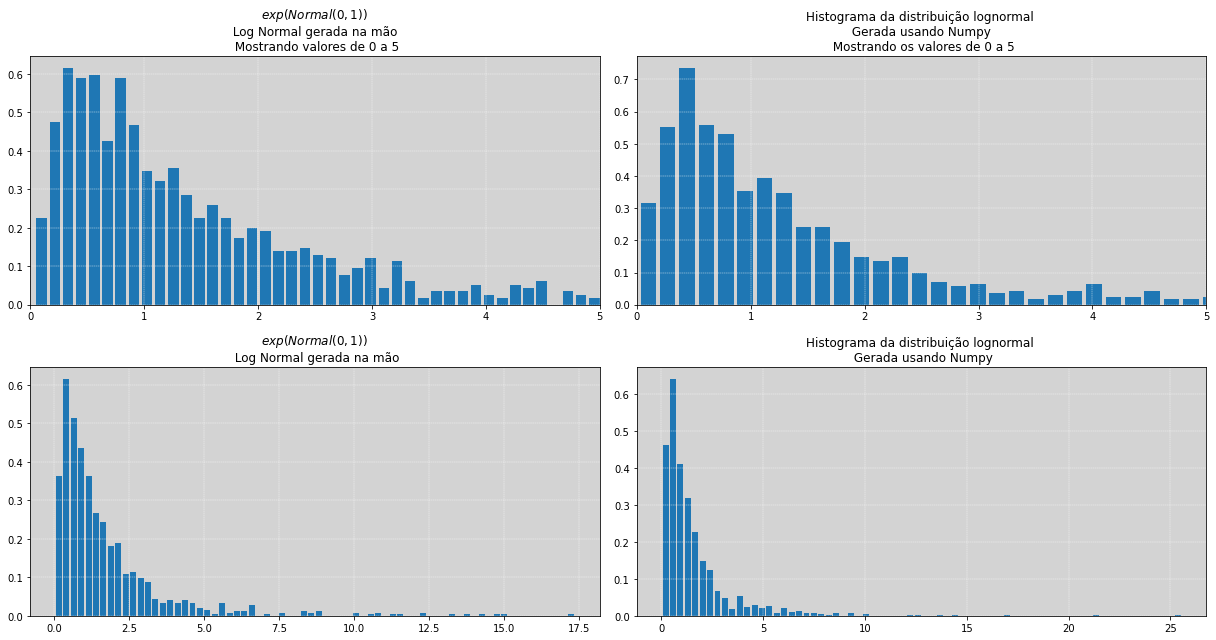 exp(Normal(0, 1))
Log Normal gerada na mão
Mostrando valores de 0 a 5
0.6
0.5
0.4
0.3
0.2
0.1
0.0
0 1 2 3 4 5
Histograma da distribuição lognormal
Gerada usando Numpy
Mostrando os valores de 0 a 5
0.7
0.6
0.5
0.4
0.3
0.2
0.1
0.0
0 1 2 3 4 5
exp(Normal(0, 1))
Log Normal gerada na mão
0.6
0.5
0.4
0.3
0.2
0.1
0.0
0.0 2.5 5.0 7.5 10.0 12.5 15.0 17.5
Histograma da distribuição lognormal
Gerada usando Numpy
0.6
0.5
0.4
0.3
0.2
0.1
0.0
0 5 10 15 20 25